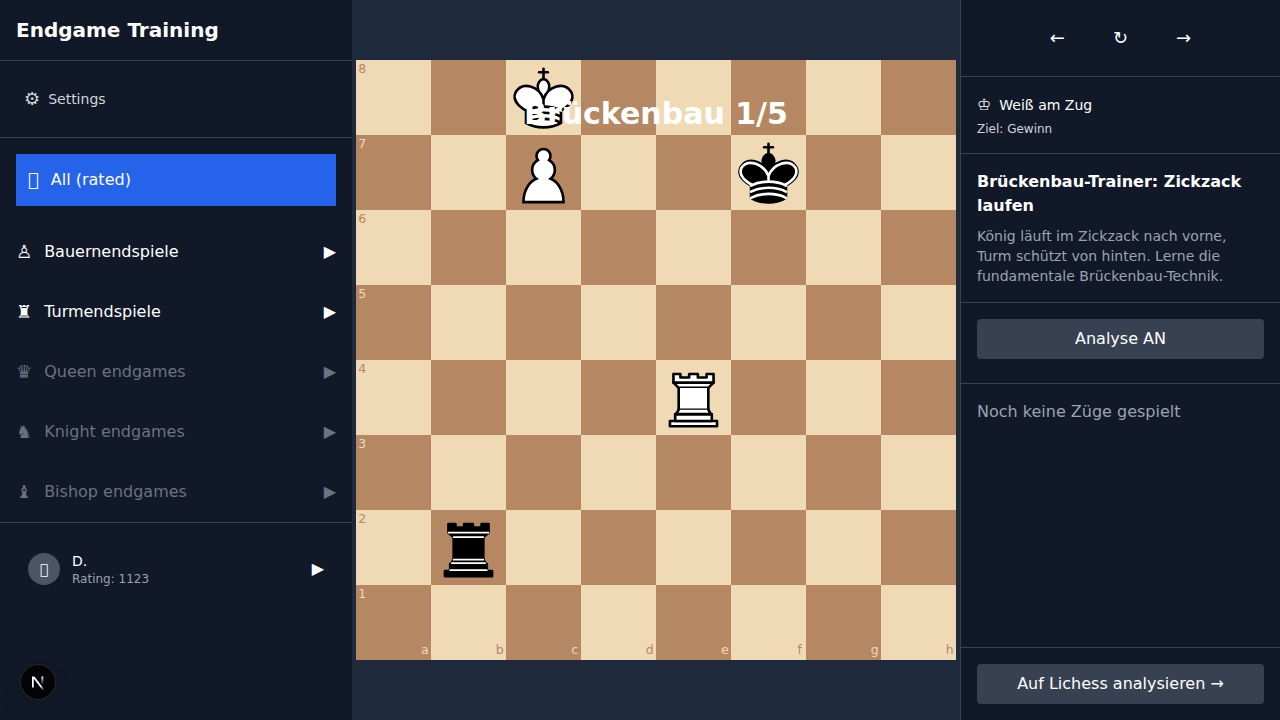 Endgame Training
⚙ Settings
All (rated)
♙ Bauernendspiele ▶
♜ Turmendspiele ▶
♛ Queen endgames ▶
♞ Knight endgames ▶
♝ Bishop endgames ▶
D. ▶
Rating: 1123
N
Brückenbau 1/5
8
7
6
5
4
3
2
1
a b c d e f g h
← ↻ →
♔ Weiß am Zug
Ziel: Gewinn
Brückenbau-Trainer: Zickzack
laufen
König läuft im Zickzack nach vorne,
Turm schützt von hinten. Lerne die
fundamentale Brückenbau-Technik.
Analyse AN
Noch keine Züge gespielt
Auf Lichess analysieren →